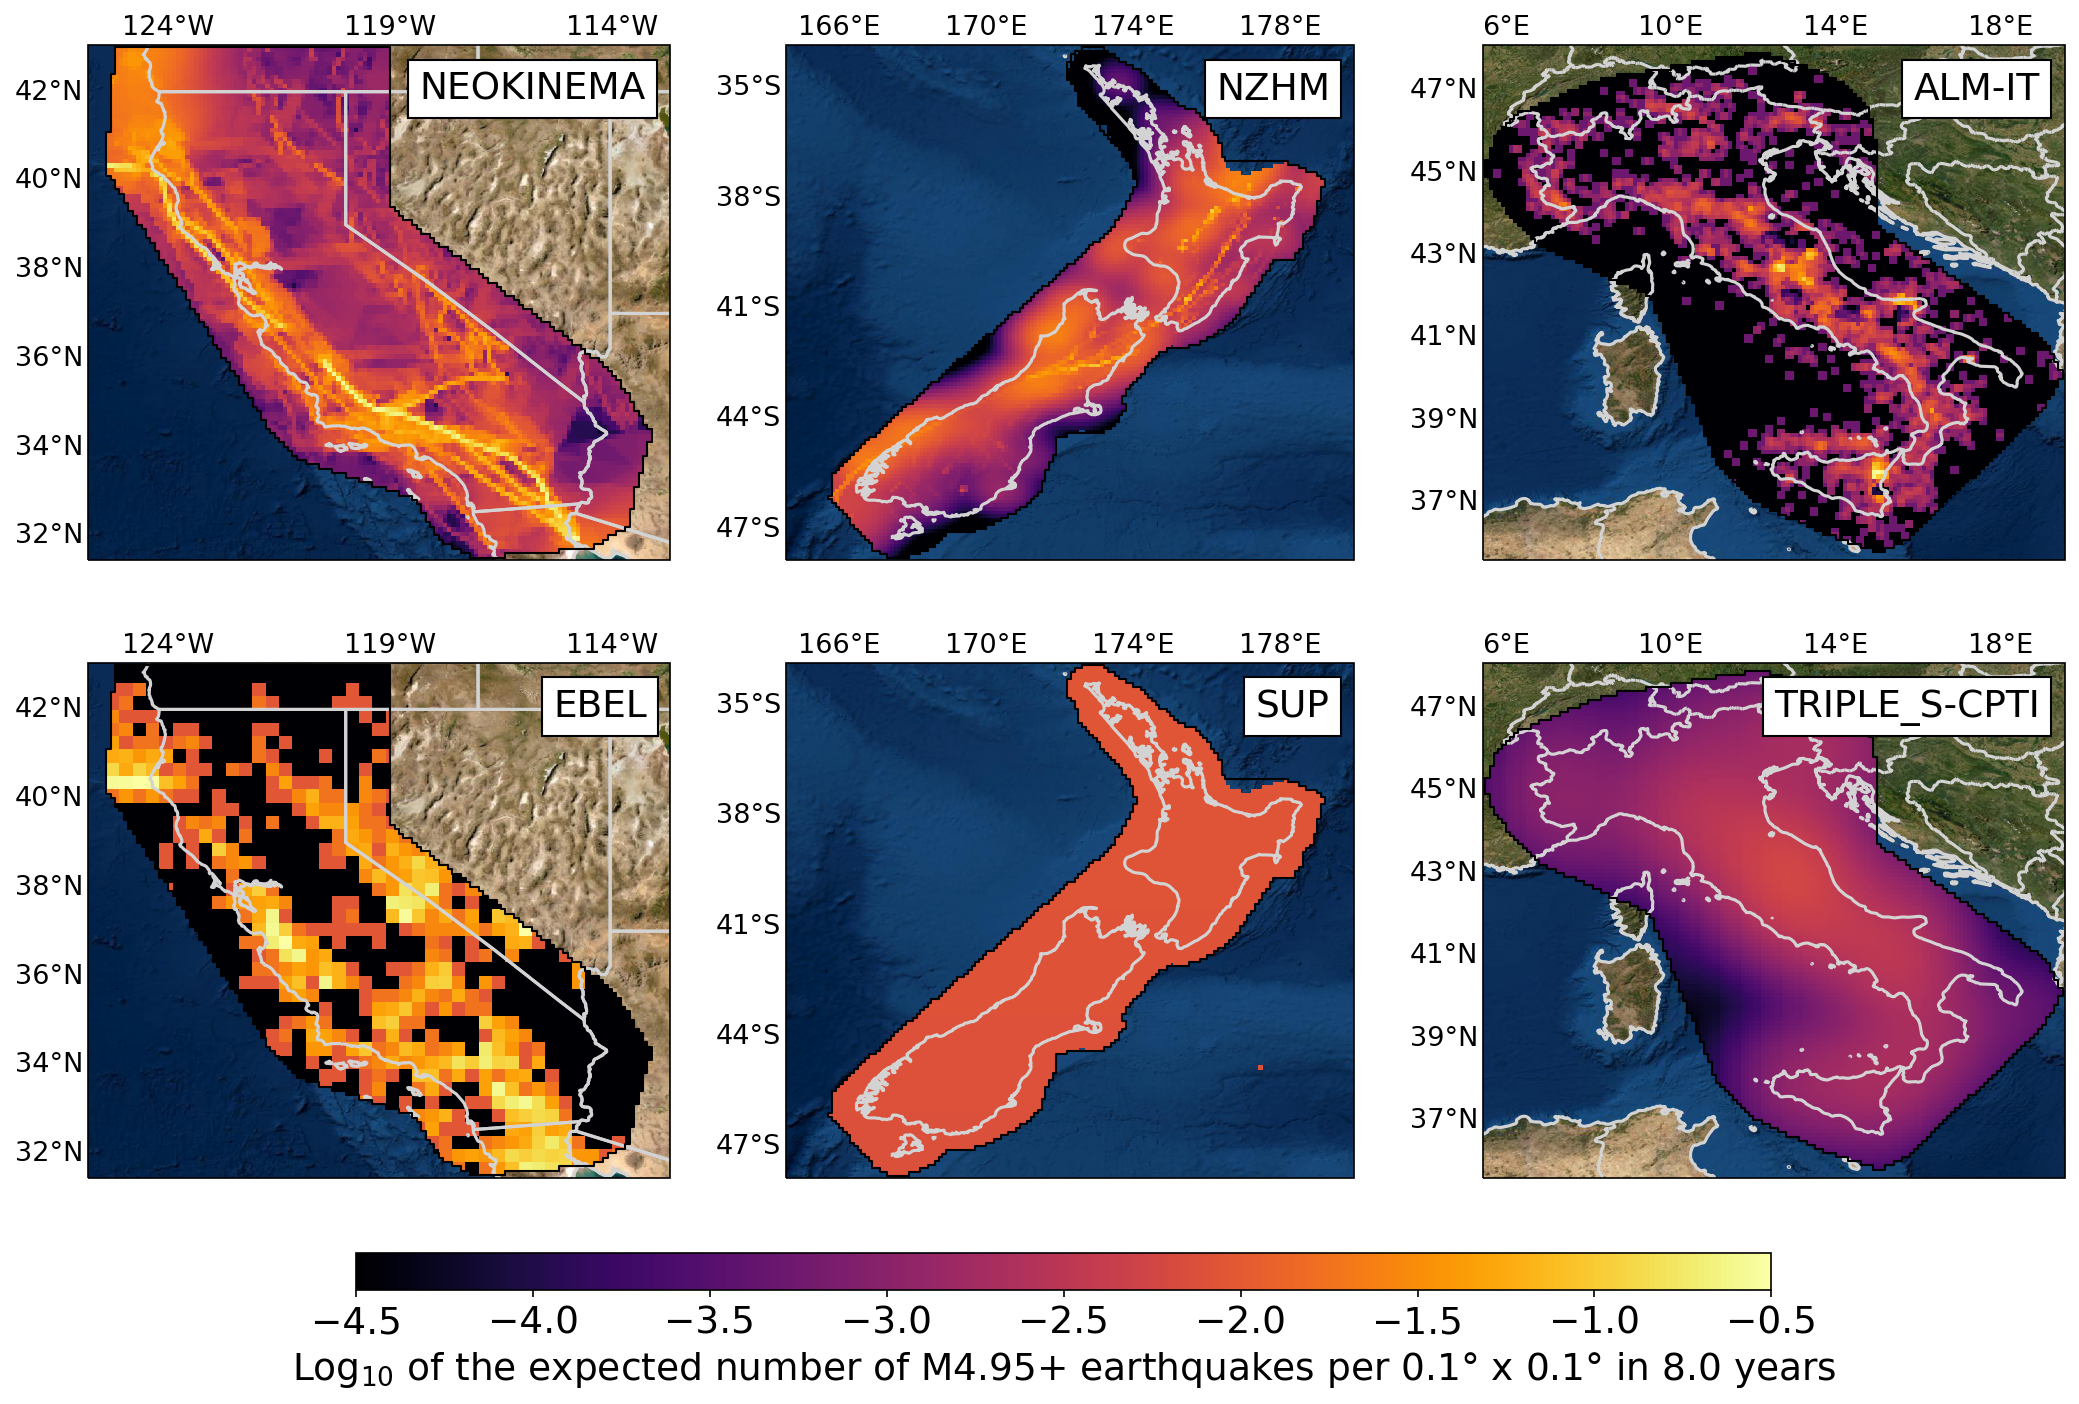 124°W 119°W 114°W 166°E 170°E 174°E 178°E 6°E 10°E 14°E 18°E
NEOKINEMA
NZHM
ALM-IT
42°N
40°N
38°N
36°N
34°N
32°N
35°S
38°S
41°S
44°S
47°S
47°N
45°N
43°N
41°N
39°N
37°N
124°W 119°W 114°W 166°E 170°E 174°E 178°E 6°E 10°E 14°E 18°E
EBEL
SUP
TRIPLE_S-CPTI
42°N
40°N
38°N
36°N
34°N
32°N
35°S
38°S
41°S
44°S
47°S
47°N
45°N
43°N
41°N
39°N
37°N
−4.5 −4.0 −3.5 −3.0 −2.5 −2.0 −1.5 −1.0 −0.5
Log₁₀ of the expected number of M4.95+ earthquakes per 0.1° x 0.1° in 8.0 years